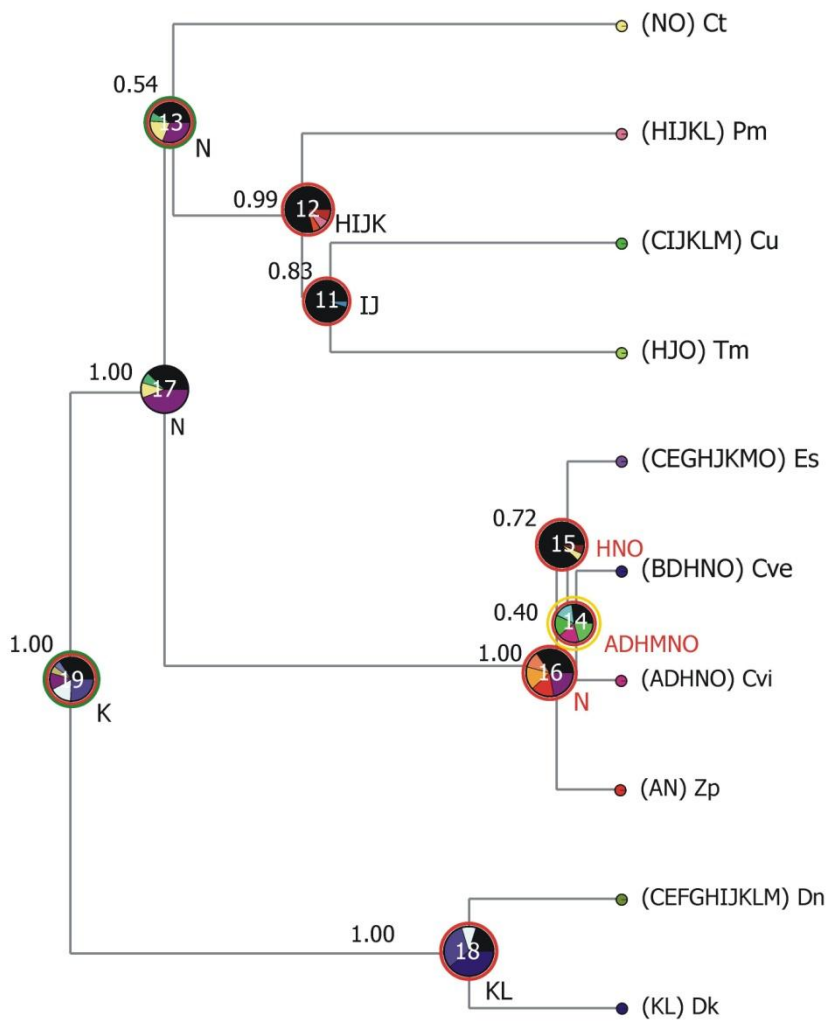 (NO) Ct
0.54
13
N
(HIJKL) Pm
0.99
12
HIJK
(CIJKLM) Cu
0.83
11
IJ
(HJO) Tm
1.00
17
N
(CEGHJKMO) Es
0.72
15
HNO
(BDHNO) Cve
0.40
14
ADHMNO
1.00
16
N
(ADHNO) Cvi
1.00
19
K
(AN) Zp
(CEFGHIJKLM) Dn
1.00
18
KL
(KL) Dk